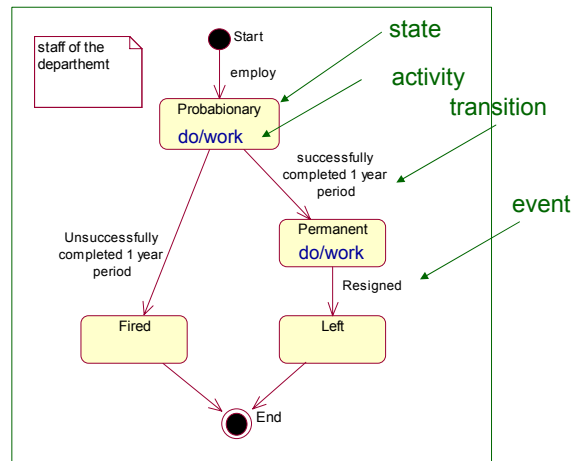 staff of the
departhemt
Start
state
employ
activity
Probabionary
do/work
transition
successfully
completed 1 year
period
event
Unsuccessfully
completed 1 year
period
Permanent
do/work
Resigned
Fired
Left
End